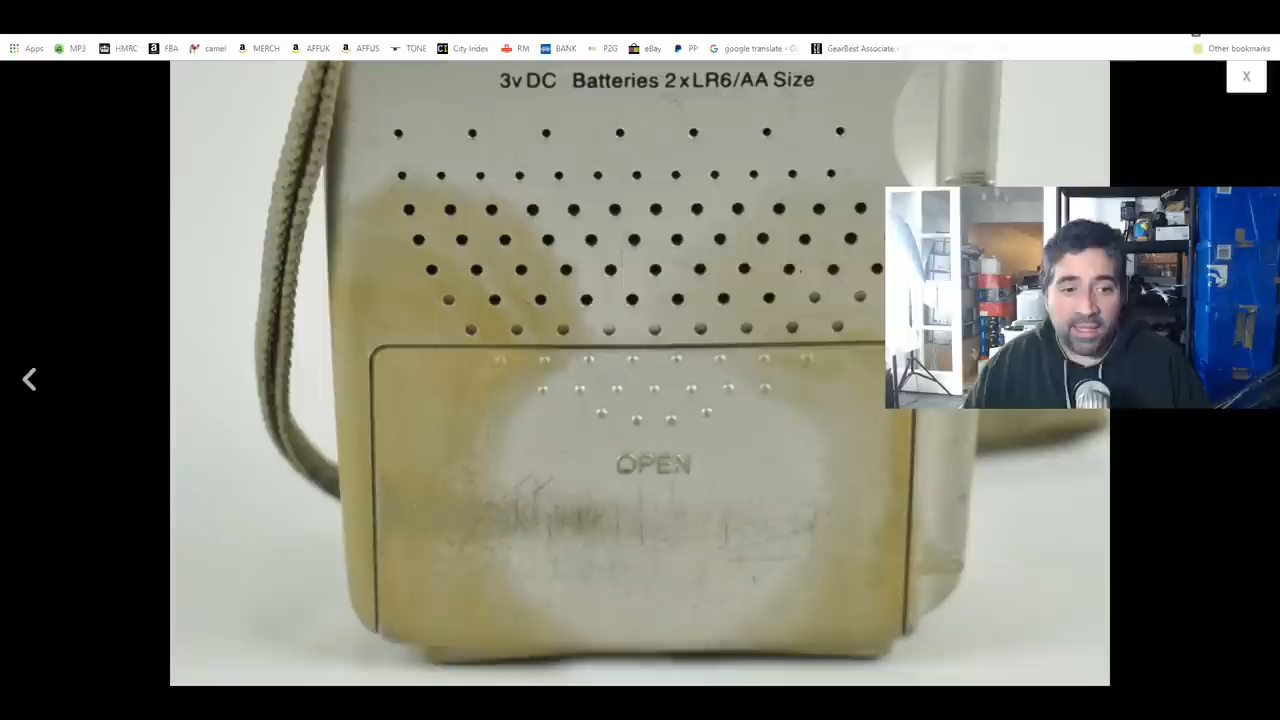 Apps MP3 HMRC FBA camel MERCH AFFUK AFFUS TONE City Index RM BANK P2G eBay PP google translate - G GearBest Associate Other bookmarks
X
3v DC Batteries 2 x LR6/AA Size
OPEN